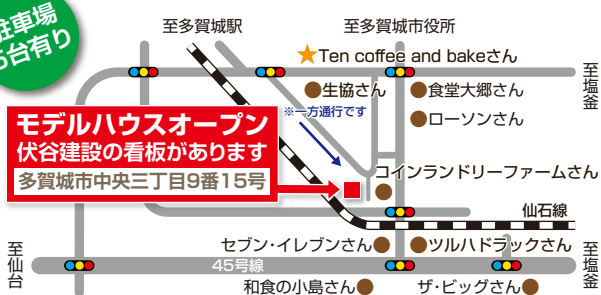 駐車場
5台有り
至多賀城駅
至多賀城市役所
★Ten coffee and bakeさん
至塩釜
●生協さん
●食堂大郷さん
※一方通行です
●ローソンさん
モデルハウスオープン
伏谷建設の看板があります
多賀城市中央三丁目9番15号
コインランドリーファームさん
仙石線
セブン・イレブンさん●
●ツルハドラックさん
至仙台
45号線
至塩釜
和食の小島さん●
ザ・ビッグさん●